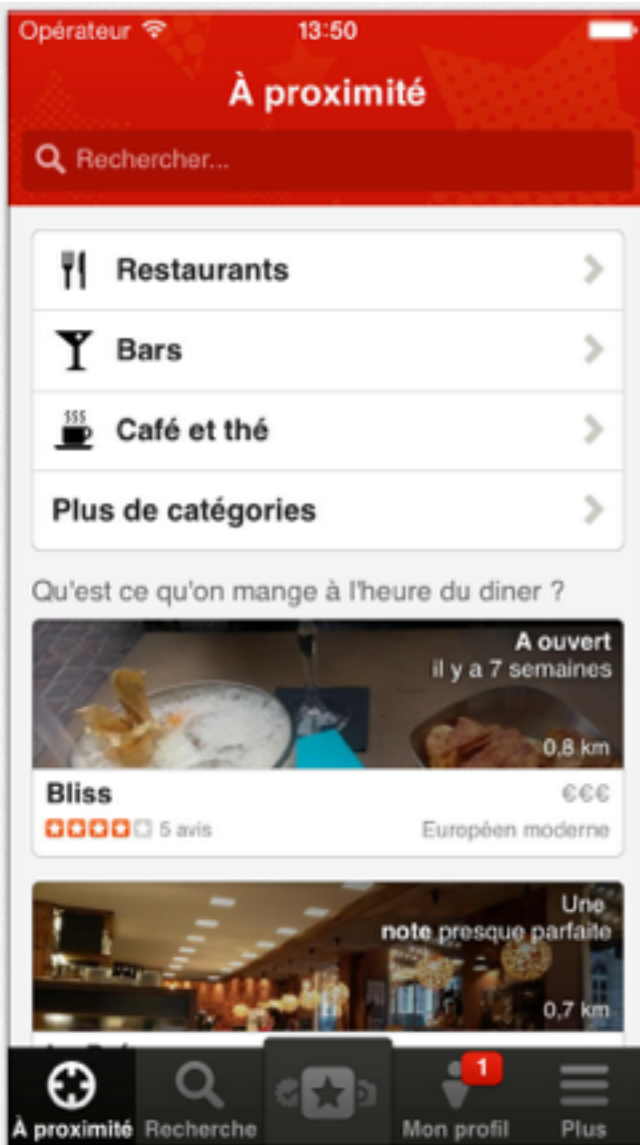 Opérateur 13:50
À proximité
Rechercher...
Restaurants
Bars
Café et thé
Plus de catégories
Qu'est ce qu'on mange à l'heure du diner ?
A ouvert
il y a 7 semaines
0,8 km
Bliss €€€
5 avis Européen moderne
Une
note presque parfaite
0,7 km
1
À proximité Recherche Mon profil Plus